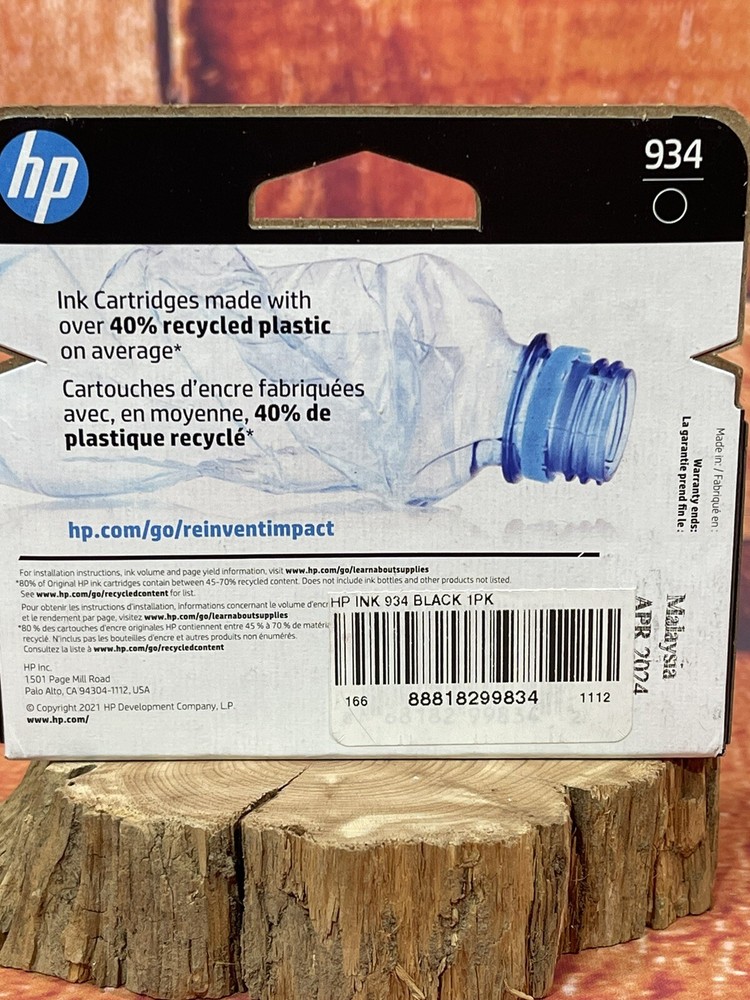 hp
934
Ink Cartridges made with
over 40% recycled plastic
on average*
Cartouches d'encre fabriquées
avec, en moyenne, 40% de
plastique recyclé*
hp.com/go/reinventimpact
For installation instructions, ink volume and page yield information, visit www.hp.com/go/learnaboutsupplies
*80% of Original HP ink cartridges contain between 45-70% recycled content. Does not include ink bottles and other products not listed.
See www.hp.com/go/recycledcontent for list.
Pour obtenir les instructions d'installation, informations concernant le volume d'encr
et le rendement par page, visitez www.hp.com/go/learnaboutsupplies
*80 % des cartouches d'encre originales HP contiennent entre 45 % à 70 % de matéri
recyclé. N'inclus pas les bouteilles d'encre et autres produits non énumérés.
Consultez la liste à www.hp.com/go/recycledcontent
HP Inc.
1501 Page Mill Road
Palo Alto, CA 94304-1112, USA
© Copyright 2021 HP Development Company, L.P.
www.hp.com/
HP INK 934 BLACK 1PK
166 88818299834 1112
Made in: / Fabriqué en :
Warranty ends:
La garantie prend fin le :
Malaysia
APR 2024